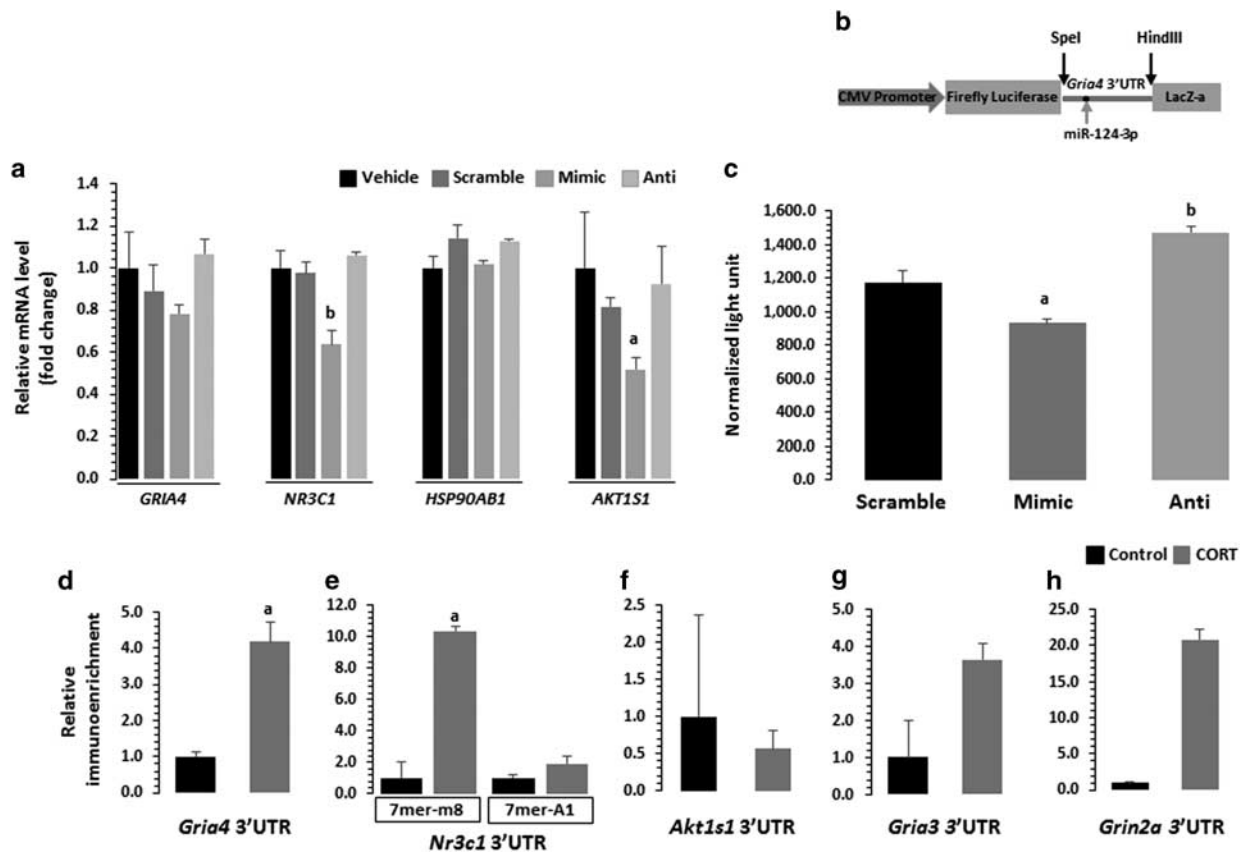 b
SpeI
HindIII
Gria4 3'UTR
CMV Promoter
Firefly Luciferase
LacZ-a
miR-124-3p
a
Vehicle
Scramble
Mimic
Anti
Relative mRNA level
(fold change)
1.4
1.2
1.0
0.8
0.6
0.4
0.2
0.0
b
a
GRIA4
NR3C1
HSP90AB1
AKT1S1
c
Normalized light unit
1,600.0
1,400.0
1,200.0
1,000.0
800.0
600.0
400.0
200.0
0.0
a
b
Scramble
Mimic
Anti
Control
CORT
d
Relative
immunoenrichment
5.0
4.0
3.0
2.0
1.0
0.0
a
Gria4 3'UTR
e
12.0
10.0
8.0
6.0
4.0
2.0
0.0
a
7mer-m8
7mer-A1
Nr3c1 3'UTR
f
2.5
2.0
1.5
1.0
0.5
0.0
Akt1s1 3'UTR
g
5.0
4.0
3.0
2.0
1.0
0.0
Gria3 3'UTR
h
25.0
20.0
15.0
10.0
5.0
0.0
Grin2a 3'UTR